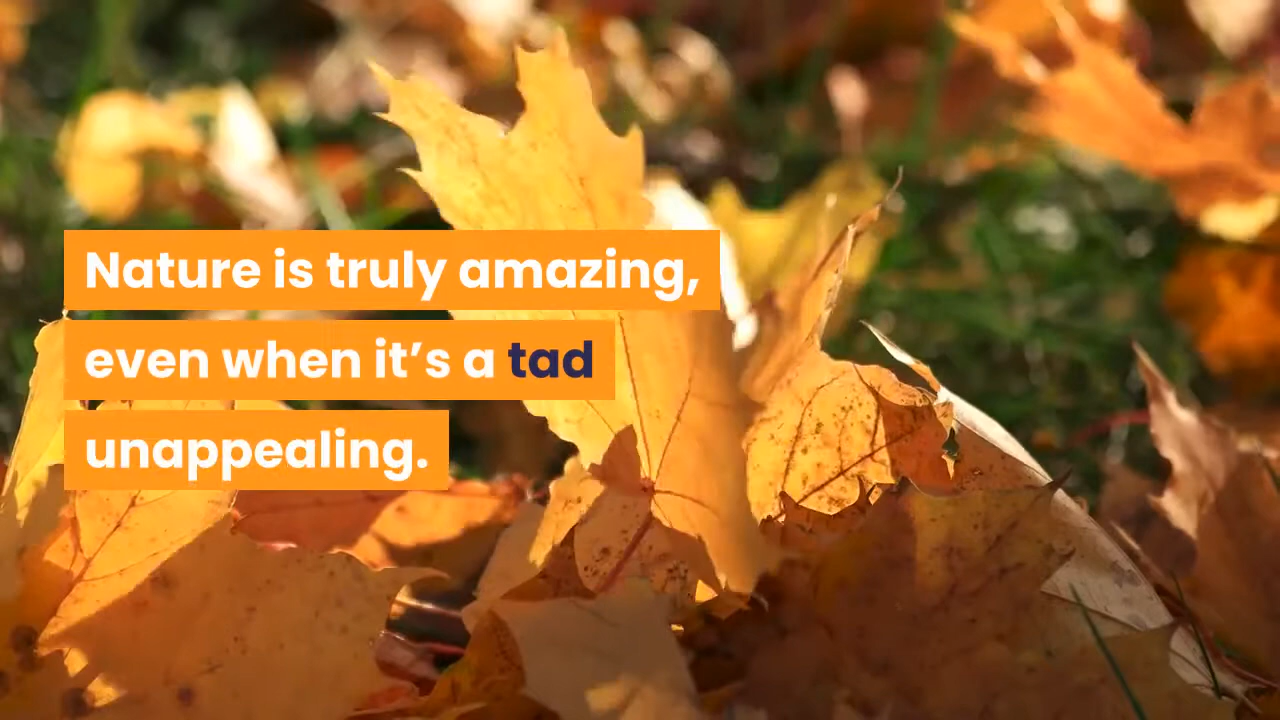 Nature is truly amazing,
even when it’s a tad
unappealing.